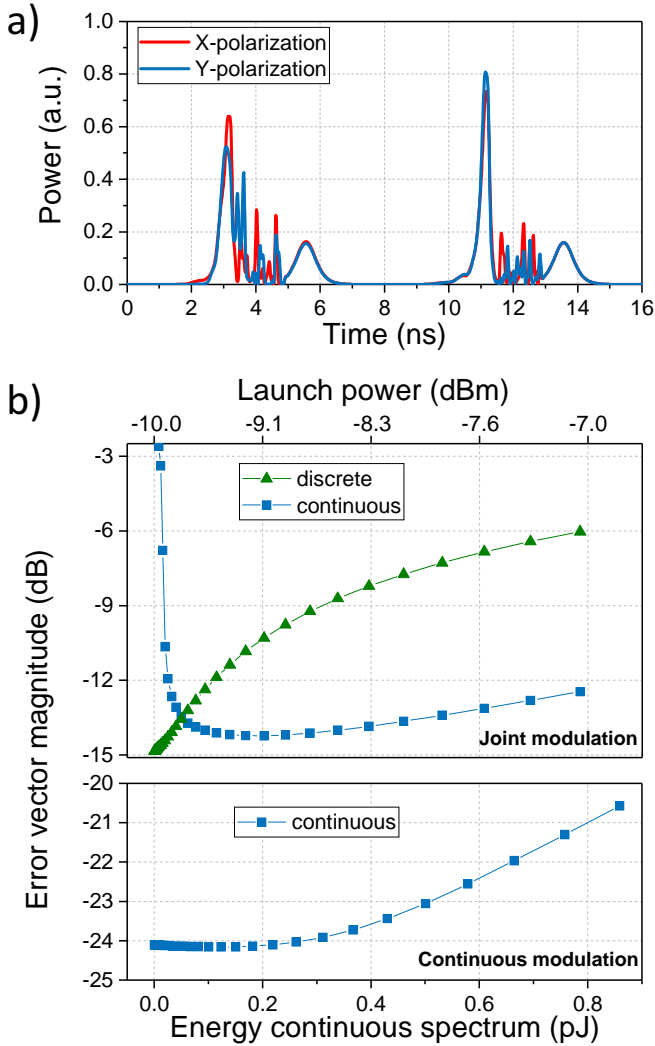 a)
1.0
X-polarization
Y-polarization
0.8
0.6
0.4
0.2
0.0
Power (a.u.)
0 2 4 6 8 10 12 14 16
Time (ns)
b)
Launch power (dBm)
-10.0 -9.1 -8.3 -7.6 -7.0
-3
discrete
continuous
-6
-9
-12
-15
Joint modulation
Error vector magnitude (dB)
-20
continuous
-21
-22
-23
-24
-25
Continuous modulation
0.0 0.2 0.4 0.6 0.8
Energy continuous spectrum (pJ)